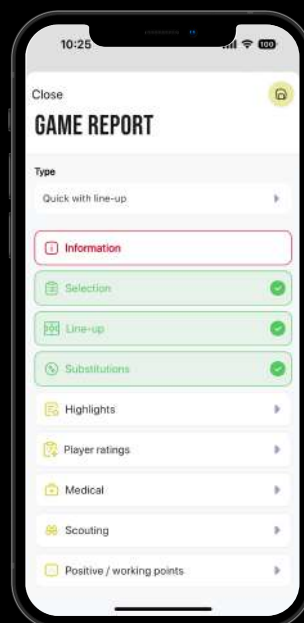 10:25
100
Close
GAME REPORT
Type
Quick with line-up
Information
Selection
Line-up
Substitutions
Highlights
Player ratings
Medical
Scouting
Positive / working points